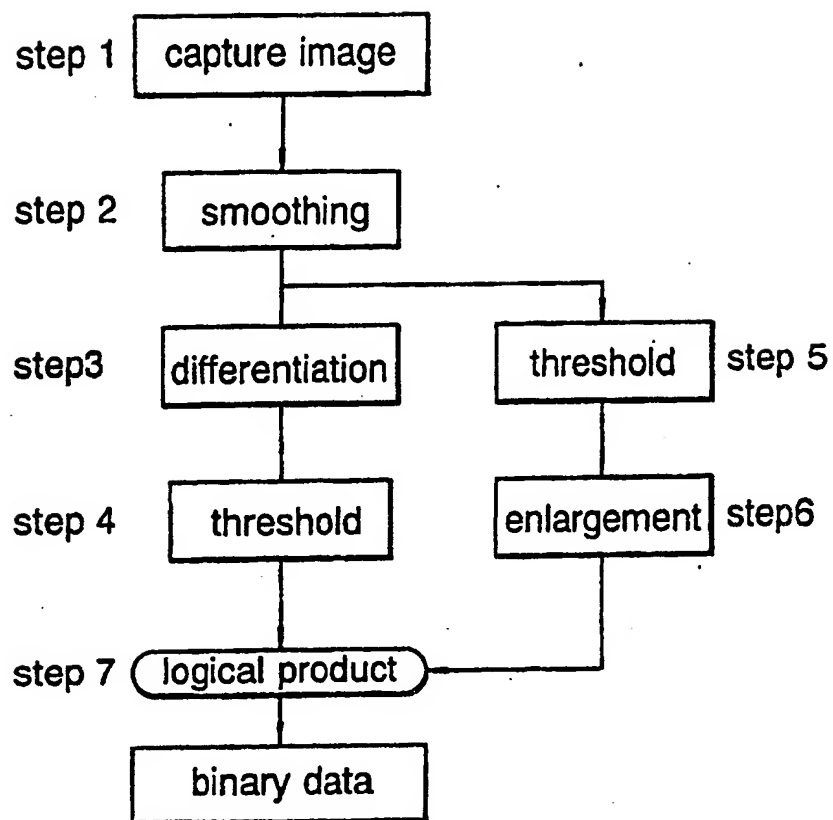 step 1 capture image
step 2 smoothing
step3 differentiation threshold step 5
step 4 threshold enlargement step6
step 7 logical product
binary data